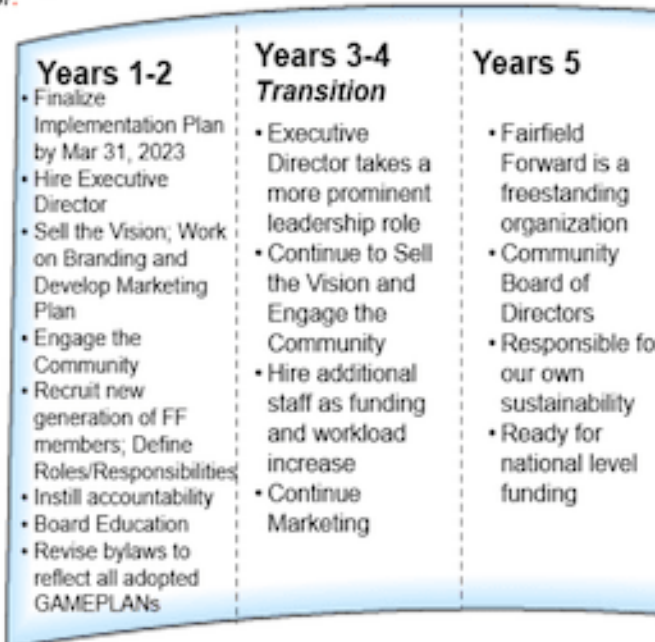 Years 1-2
• Finalize
Implementation Plan
by Mar 31, 2023
• Hire Executive
Director
• Sell the Vision; Work
on Branding and
Develop Marketing
Plan
• Engage the
Community
• Recruit new
generation of FF
members; Define
Roles/Responsibilities
• Instill accountability
• Board Education
• Revise bylaws to
reflect all adopted
GAMEPLANs
Years 3-4
Transition
• Executive
Director takes a
more prominent
leadership role
• Continue to Sell
the Vision and
Engage the
Community
• Hire additional
staff as funding
and workload
increase
• Continue
Marketing
Years 5
• Fairfield
Forward is a
freestanding
organization
• Community
Board of
Directors
• Responsible fo
our own
sustainability
• Ready for
national level
funding